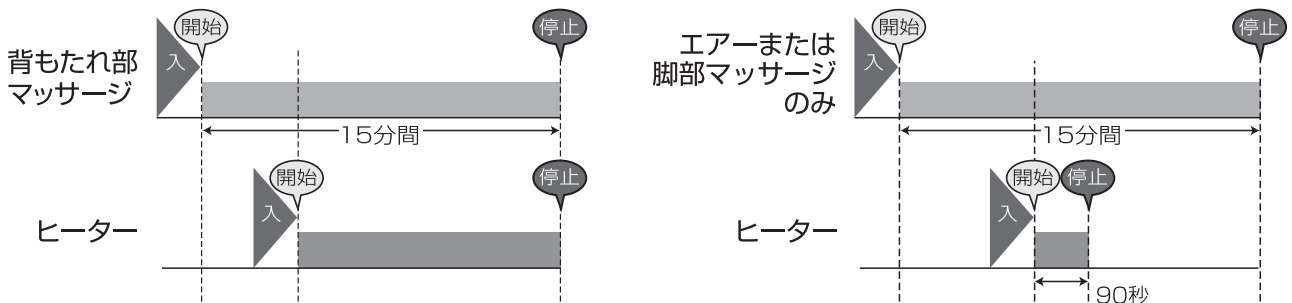 開始
停止
背もたれ部
マッサージ
入
15分間
開始
停止
入
ヒーター
開始
停止
エアーまたは
脚部マッサージ
のみ
入
15分間
開始
停止
入
ヒーター
90秒